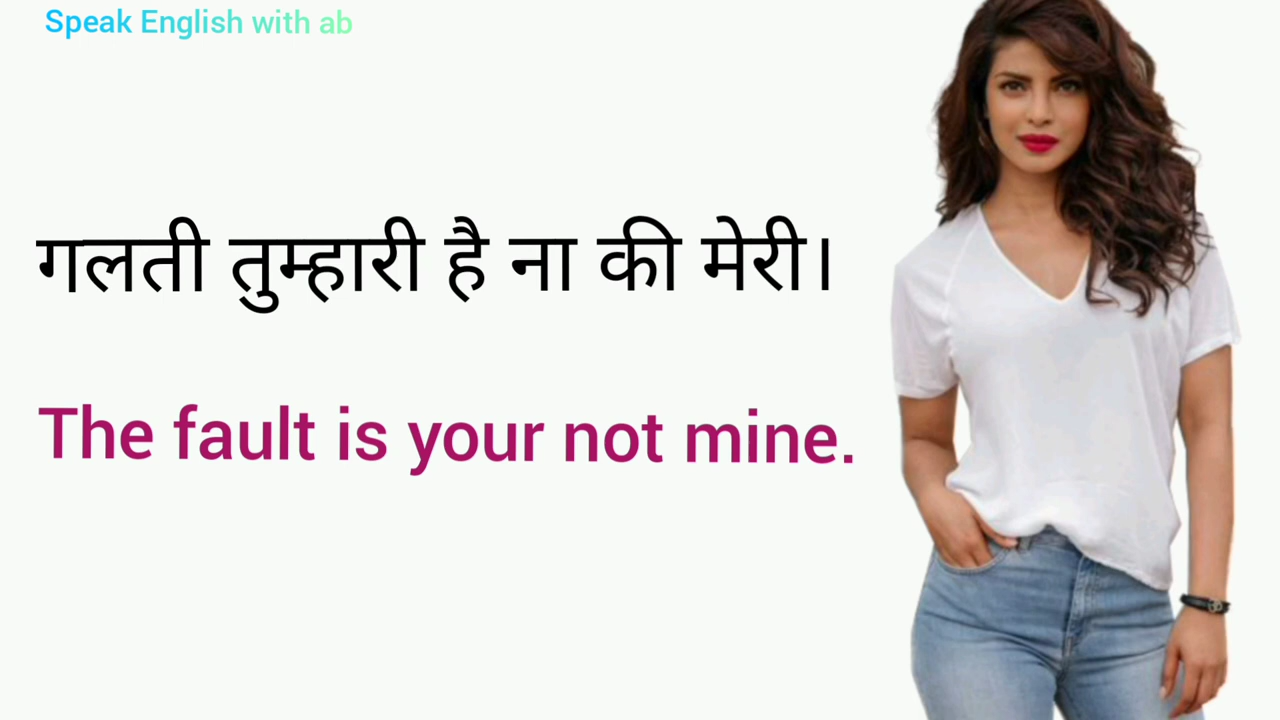 Speak English with ab
गलती तुम्हारी है ना की मेरी।
The fault is your not mine.